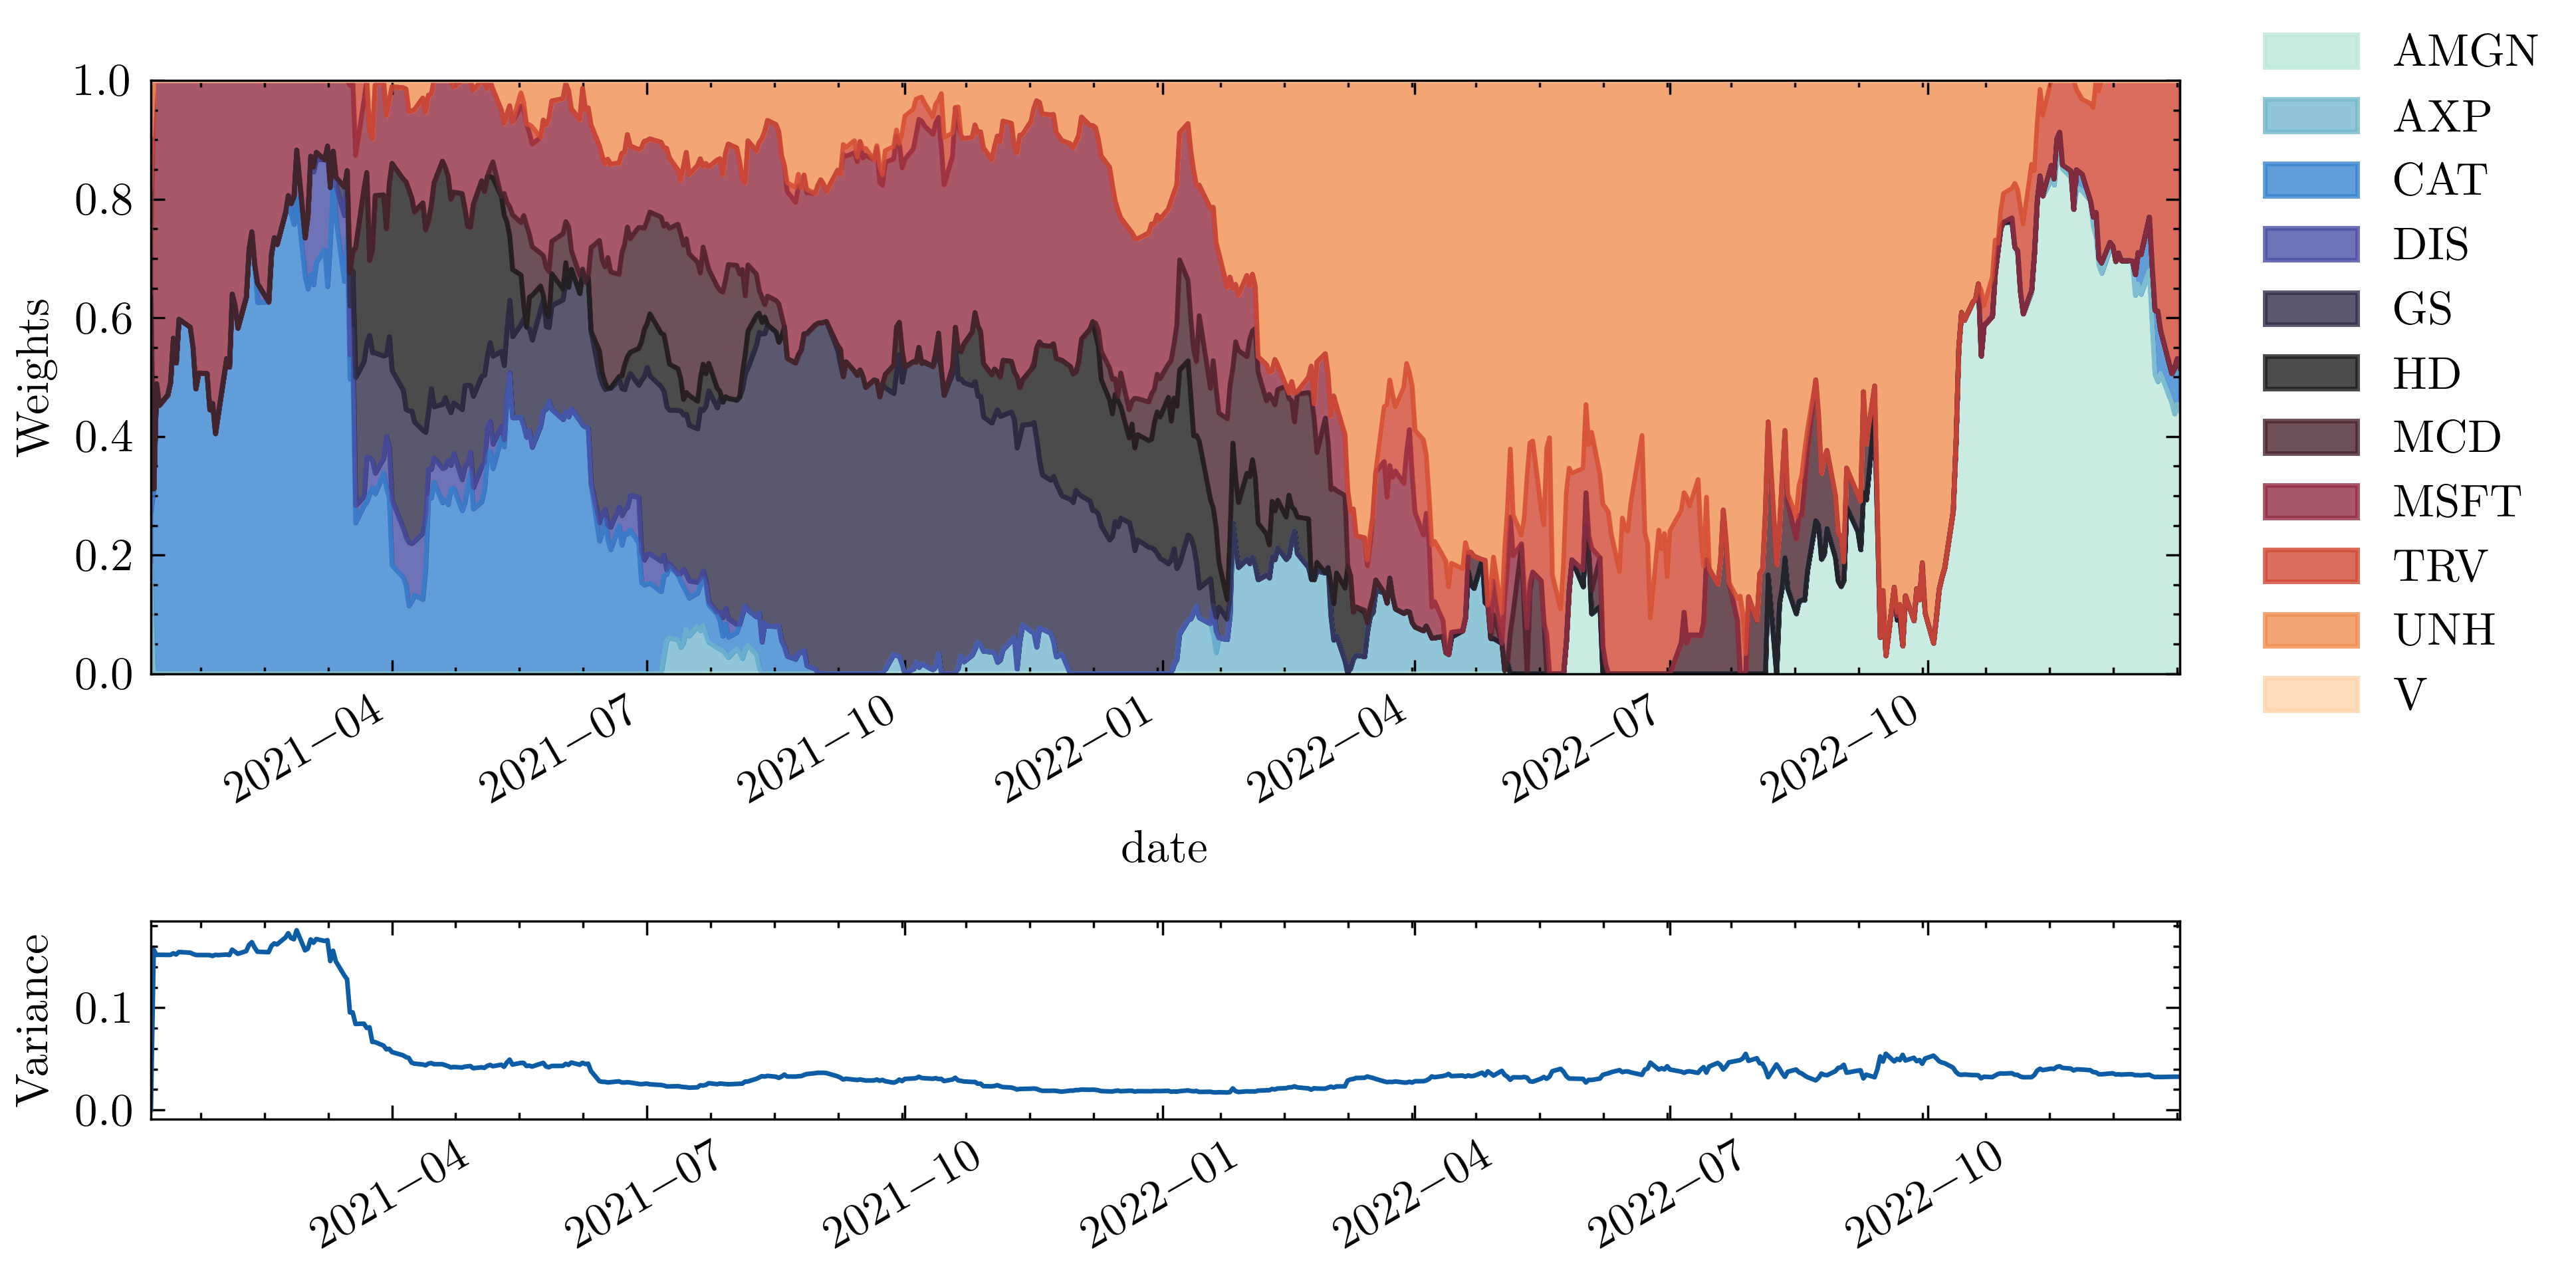 1.0
0.8
0.6
0.4
0.2
0.0
Weights
2021–04
2021–07
2021–10
2022–01
2022–04
2022–07
2022–10
date
AMGN
AXP
CAT
DIS
GS
HD
MCD
MSFT
TRV
UNH
V
0.1
0.0
Variance
2021–04
2021–07
2021–10
2022–01
2022–04
2022–07
2022–10